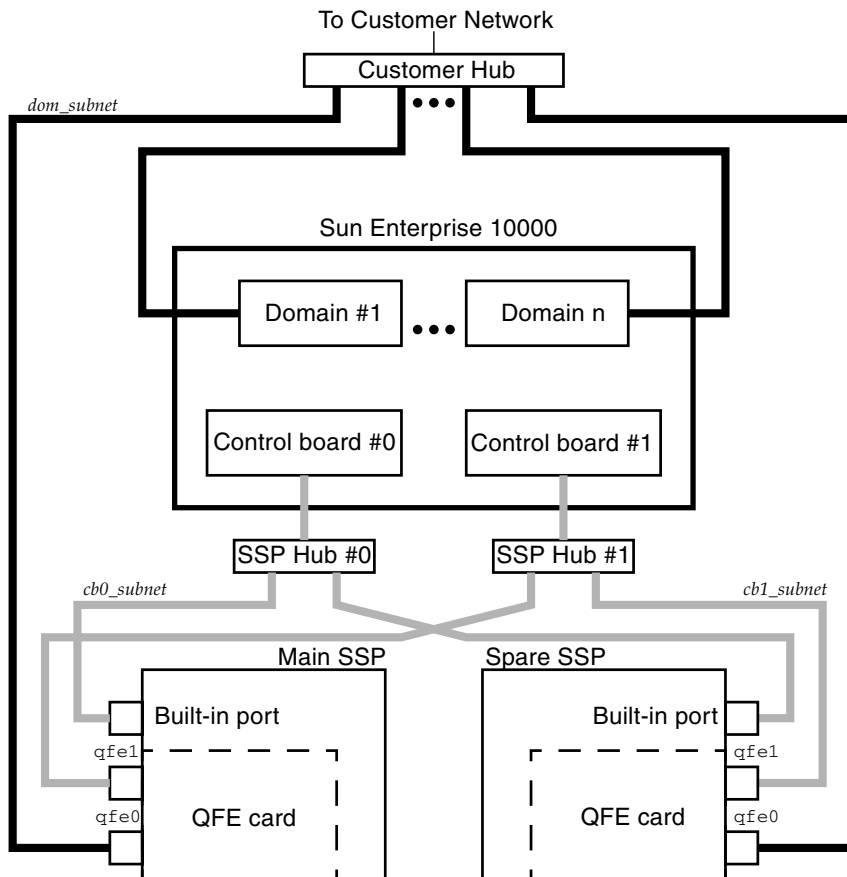 To Customer Network
Customer Hub
dom_subnet
Sun Enterprise 10000
Domain #1
Domain n
Control board #0
Control board #1
SSP Hub #0
SSP Hub #1
cb0_subnet
cb1_subnet
Main SSP
Spare SSP
Built-in port
Built-in port
qfe1
qfe1
qfe0
QFE card
QFE card
qfe0